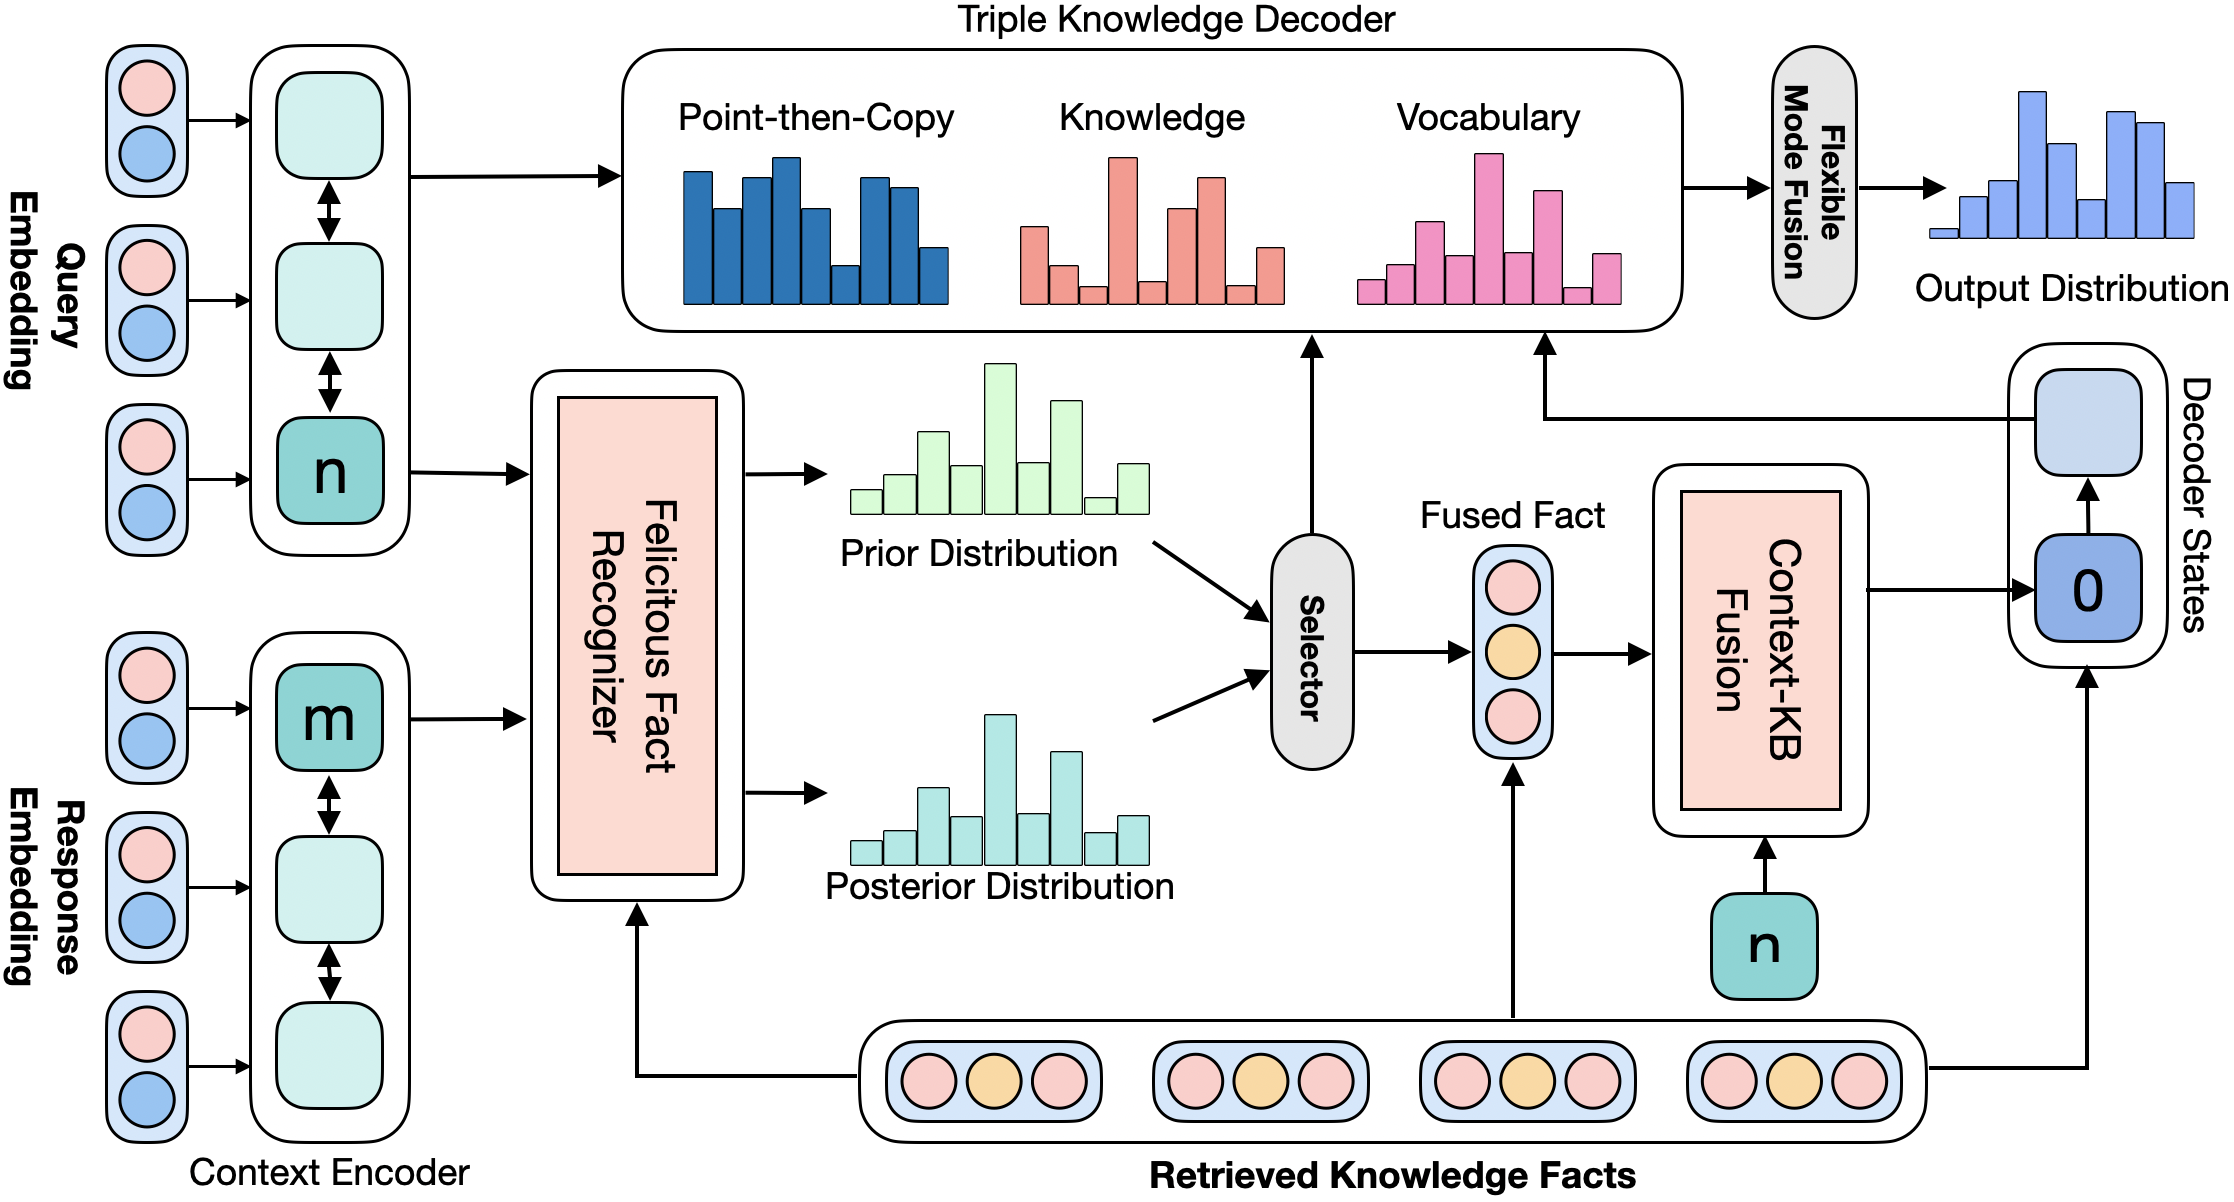 Triple Knowledge Decoder
Point-then-Copy
Knowledge
Vocabulary
Flexible
Mode Fusion
Output Distribution
Query
Embedding
n
Felicitous Fact
Recognizer
Prior Distribution
Posterior Distribution
Selector
Fused Fact
Context-KB
Fusion
n
0
Decoder States
Response
Embedding
m
Context Encoder
Retrieved Knowledge Facts